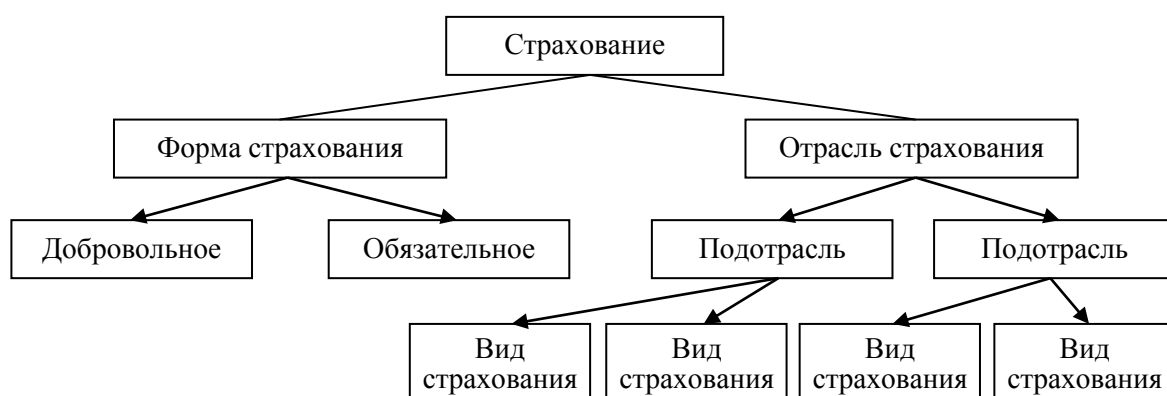 Страхование
Форма страхования
Отрасль страхования
Добровольное
Обязательное
Подотрасль
Подотрасль
Вид
страхования
Вид
страхования
Вид
страхования
Вид
страхования